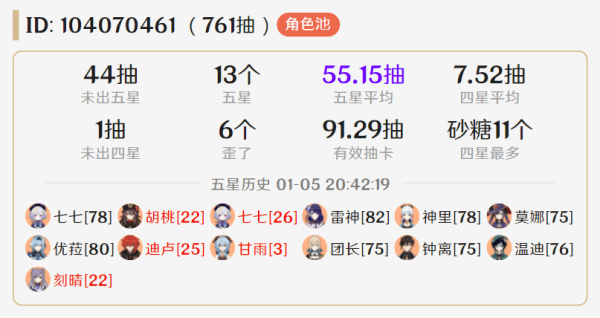 ID: 104070461 （761抽）角色池
44抽 13个 55.15抽 7.52抽
未出五星 五星 五星平均 四星平均
1抽 6个 91.29抽 砂糖11个
未出四星 歪了 有效抽卡 四星最多
五星历史 01-05 20:42:19
七七[78] 胡桃[22] 七七[26] 雷神[82] 神里[78] 莫娜[75]
优菈[80] 迪卢[25] 甘雨[3] 团长[75] 钟离[75] 温迪[76]
刻晴[22]